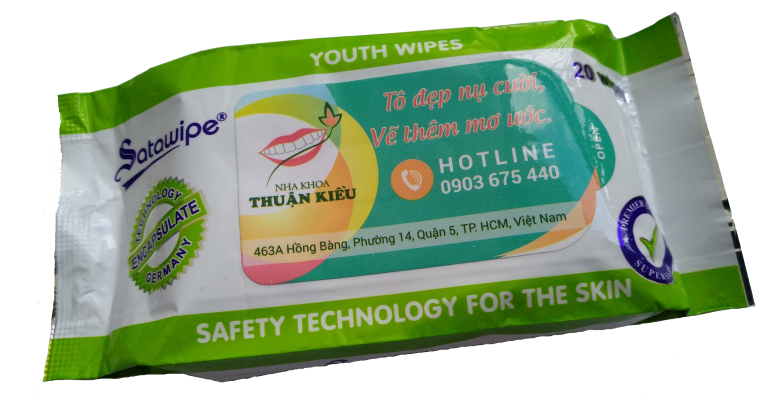 YOUTH WIPES
20
Satawipe®
TECHNOLOGY
ENCAPSULATE
GERMANY
Tô đẹp nụ cười,
Vẽ thêm mơ ước.
NHA KHOA
THUẬN KIỀU
HOTLINE
0903 675 440
OPEN
463A Hồng Bàng, Phường 14, Quận 5, TP. HCM, Việt Nam
SAFETY TECHNOLOGY FOR THE SKIN